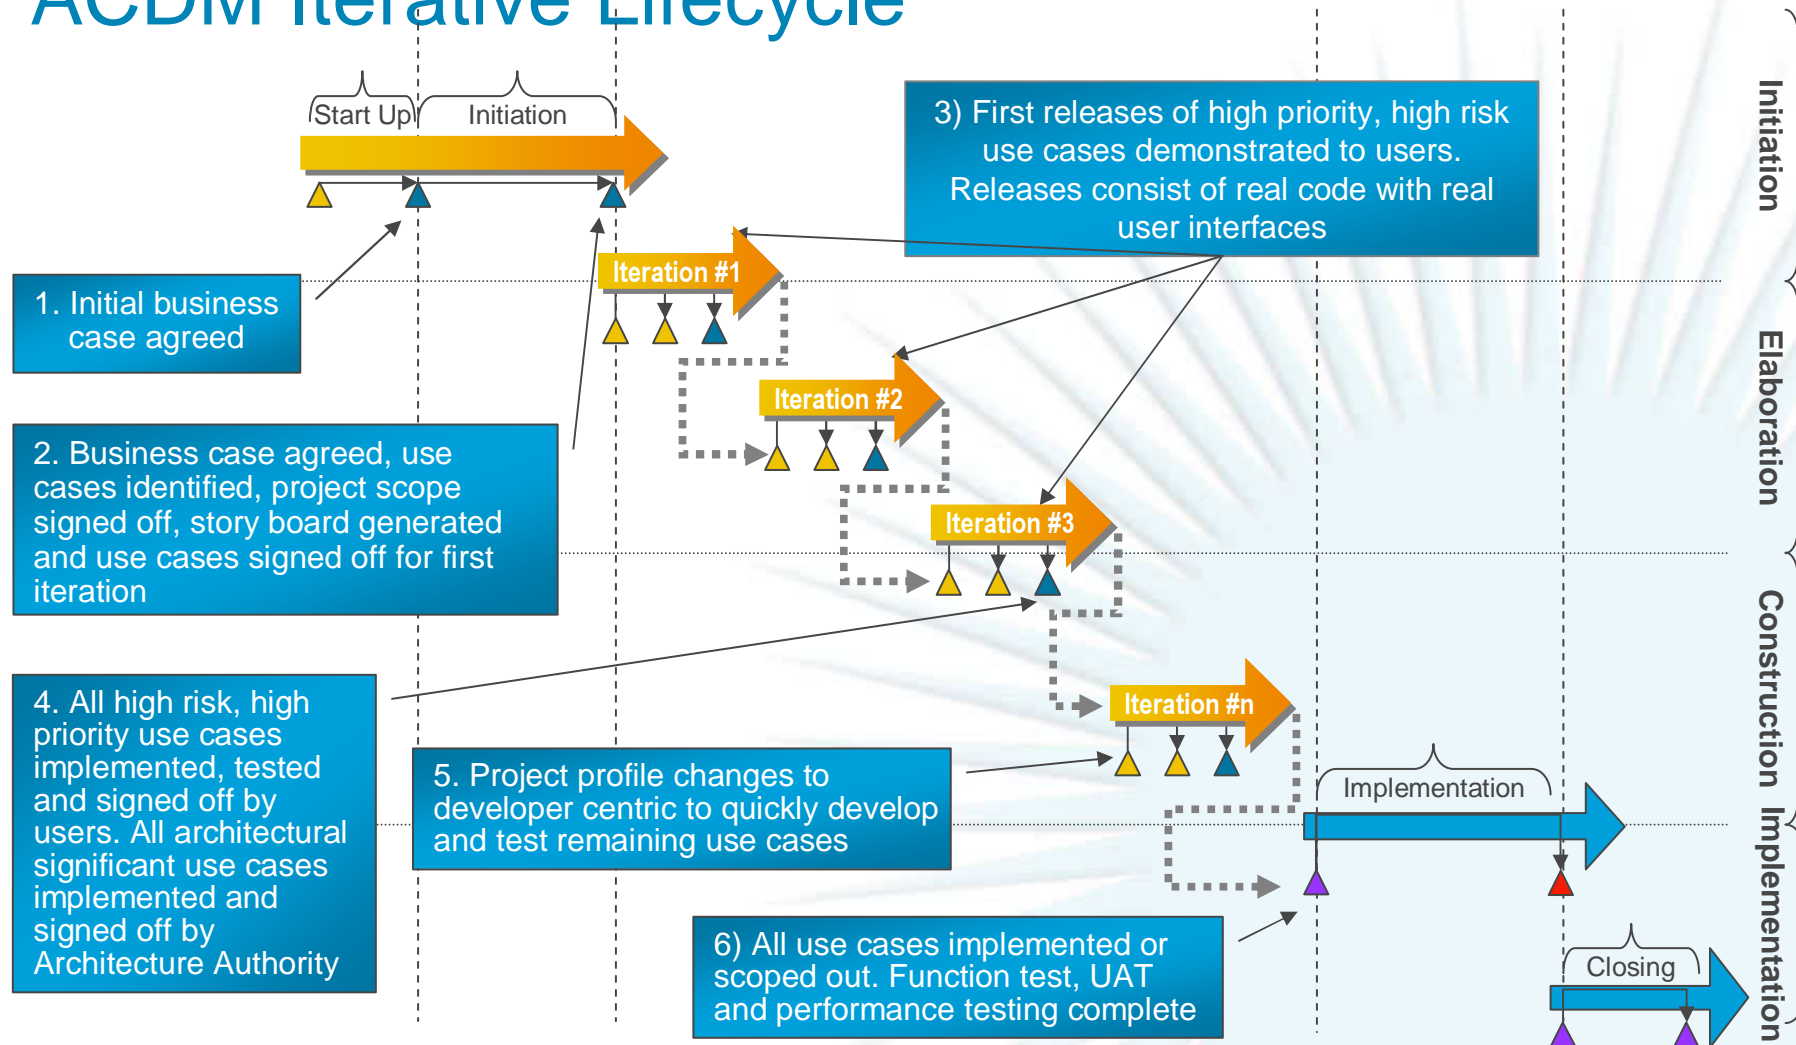 ACDM Iterative Lifecycle
Start Up
Initiation
3) First releases of high priority, high risk
use cases demonstrated to users.
Releases consist of real code with real
user interfaces
Initiation
Iteration #1
1. Initial business
case agreed
Elaboration
Iteration #2
2. Business case agreed, use
cases identified, project scope
signed off, story board generated
and use cases signed off for first
iteration
Iteration #3
Construction
4. All high risk, high
priority use cases
implemented, tested
and signed off by
users. All architectural
significant use cases
implemented and
signed off by
Architecture Authority
Iteration #n
5. Project profile changes to
developer centric to quickly develop
and test remaining use cases
Implementation
Implementation
6) All use cases implemented or
scoped out. Function test, UAT
and performance testing complete
Closing